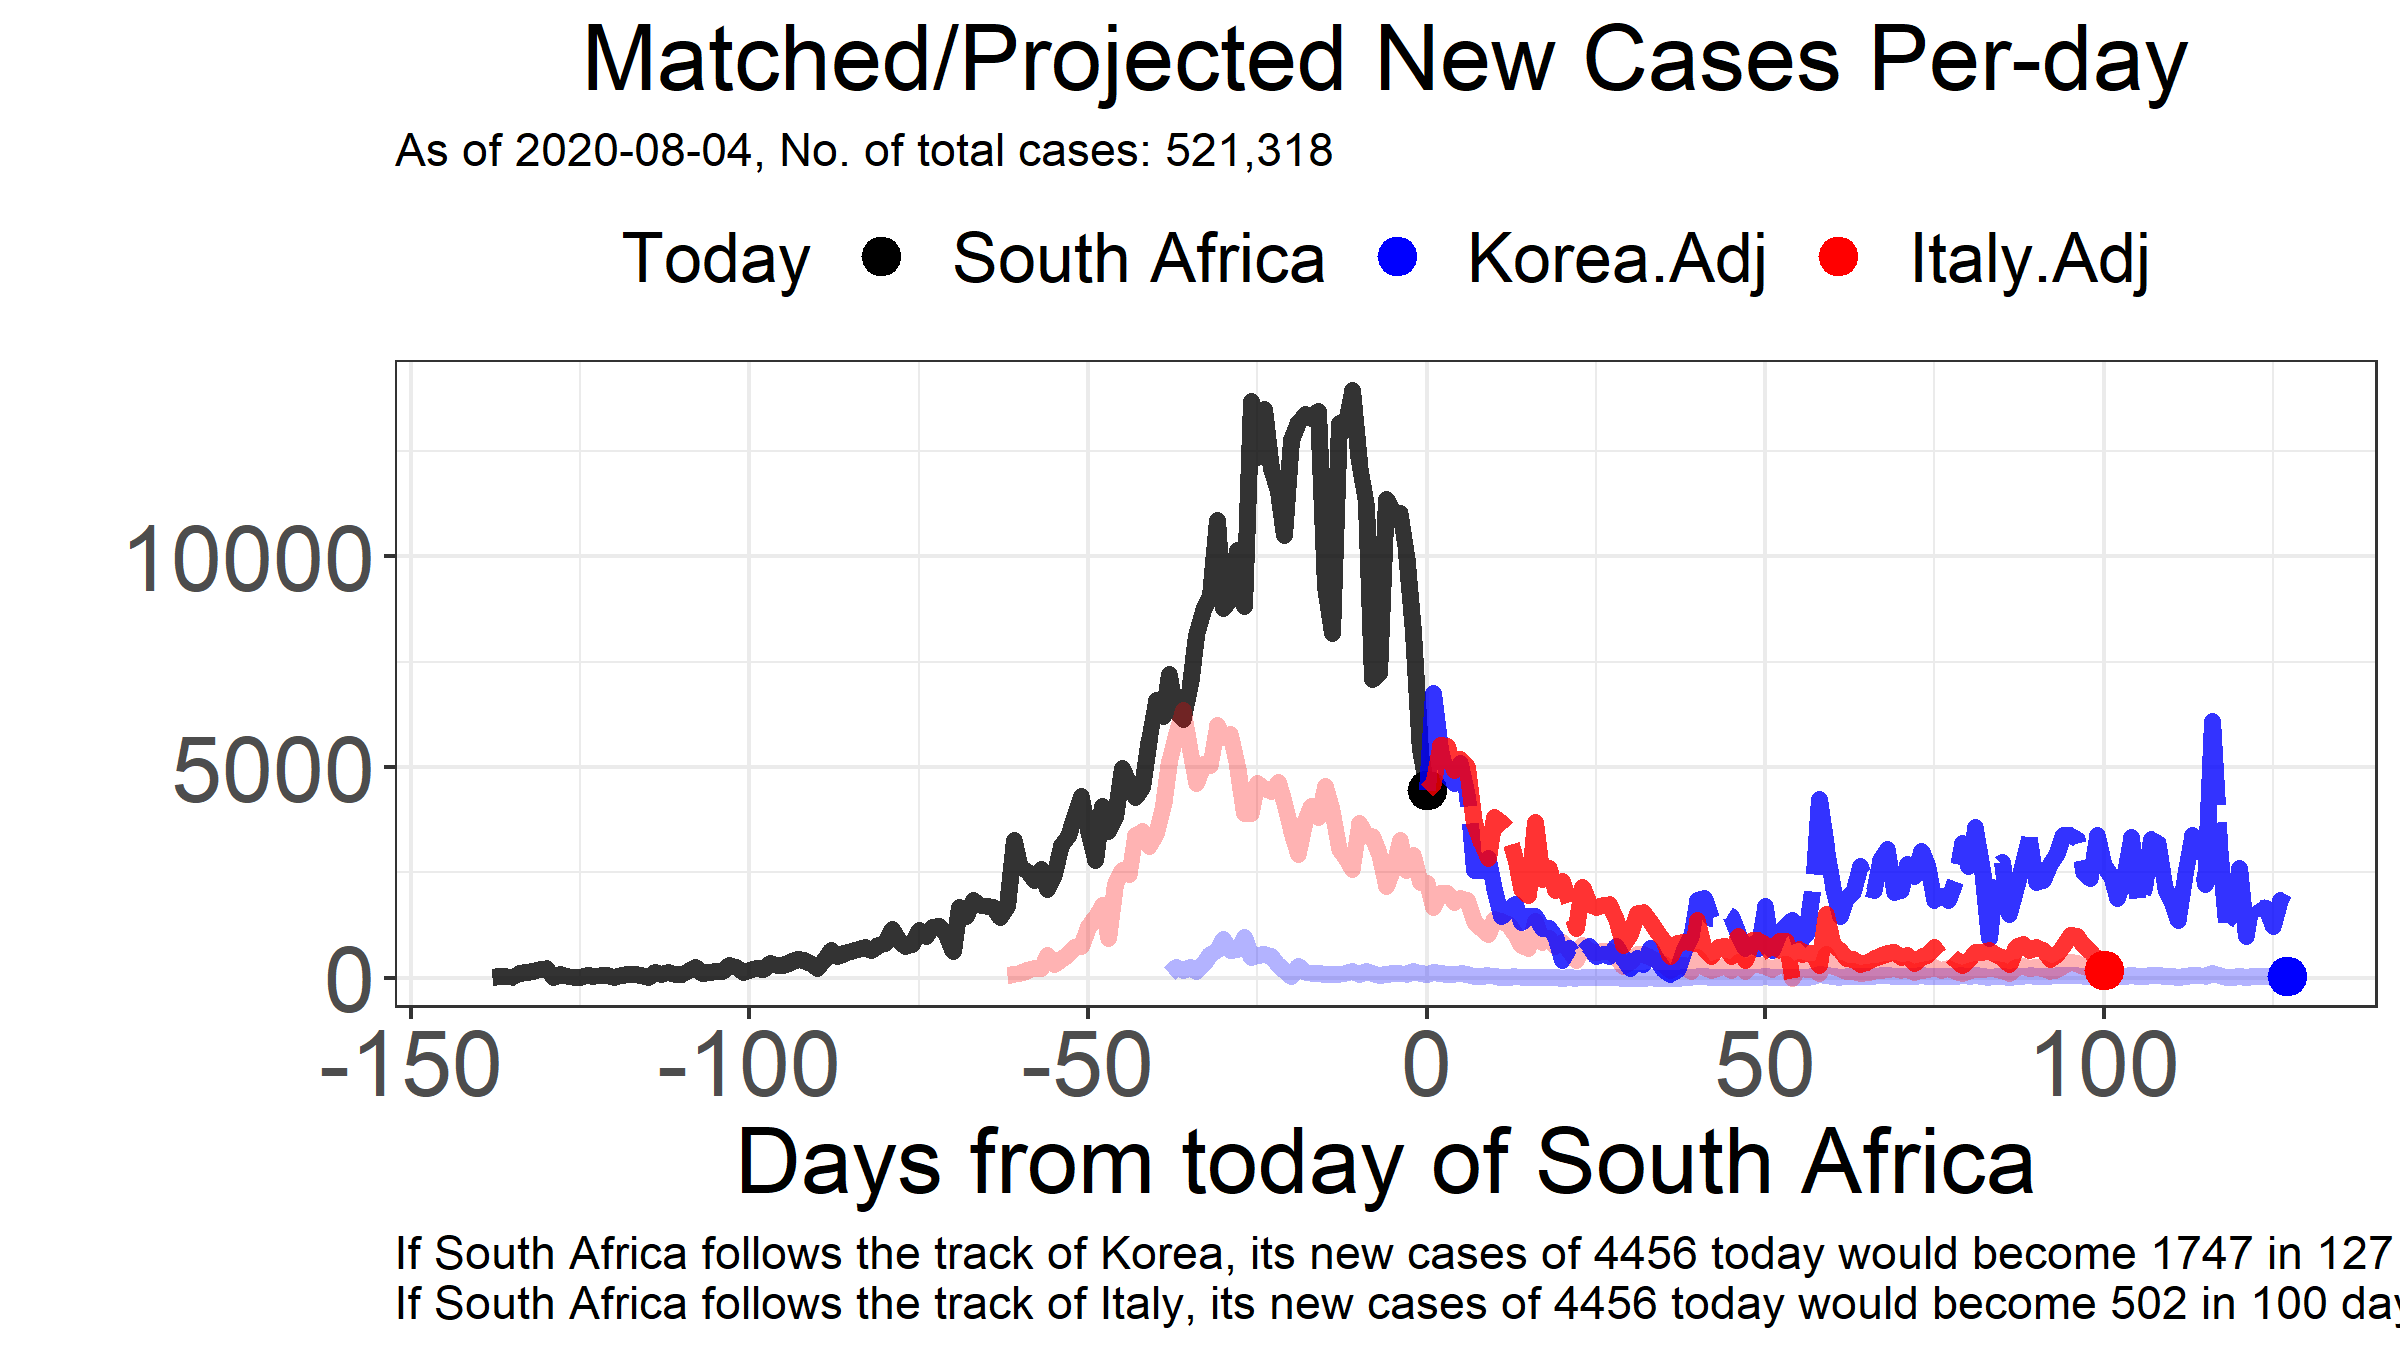 Matched/Projected New Cases Per-day
As of 2020-08-04, No. of total cases: 521,318
Today South Africa Korea.Adj Italy.Adj
10000
5000
0
-150 -100 -50 0 50 100
Days from today of South Africa
If South Africa follows the track of Korea, its new cases of 4456 today would become 1747 in 127
If South Africa follows the track of Italy, its new cases of 4456 today would become 502 in 100